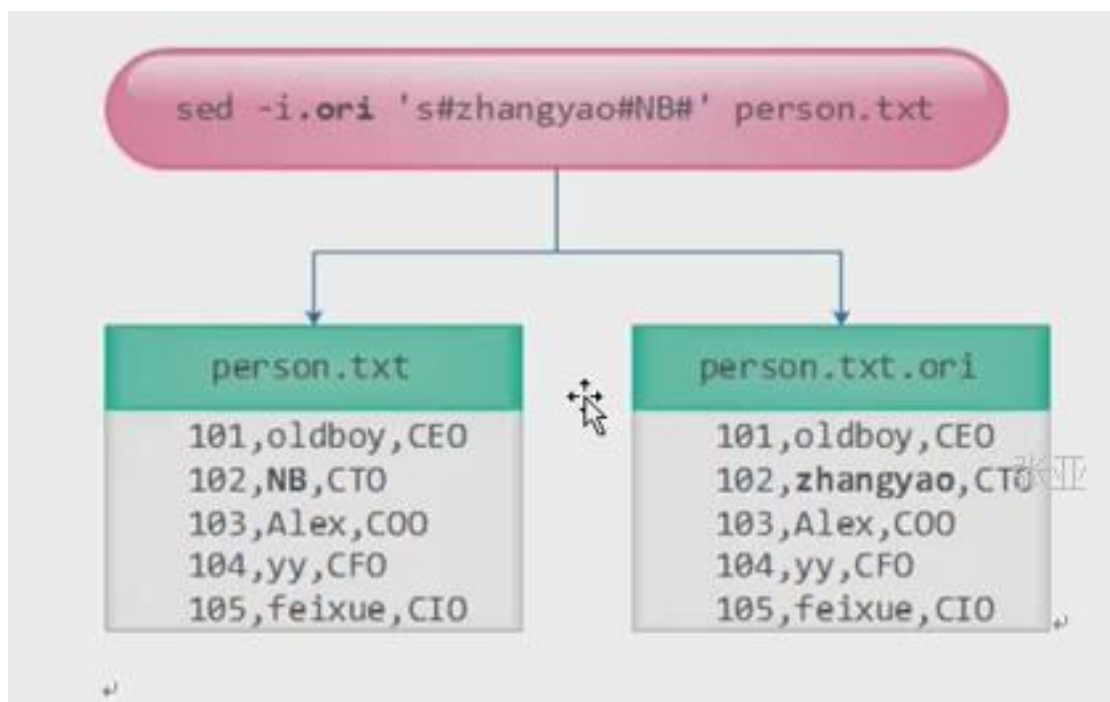 sed -i.ori 's#zhangyao#NB#' person.txt
person.txt
101,oldboy,CEO
102,NB,CTO
103,Alex,COO
104,yy,CFO
105,feixue,CIO
person.txt.ori
101,oldboy,CEO
102,zhangyao,CTO
103,Alex,COO
104,yy,CFO
105,feixue,CIO
张亚